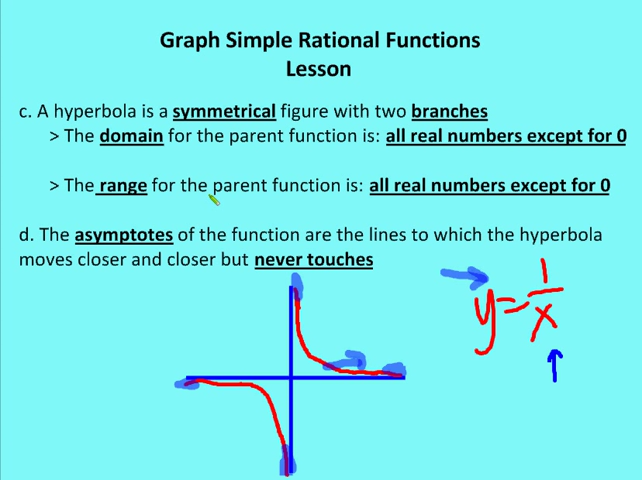 Graph Simple Rational Functions
Lesson
c. A hyperbola is a symmetrical figure with two branches
> The domain for the parent function is: all real numbers except for 0
> The range for the parent function is: all real numbers except for 0
d. The asymptotes of the function are the lines to which the hyperbola
moves closer and closer but never touches
y=1/x